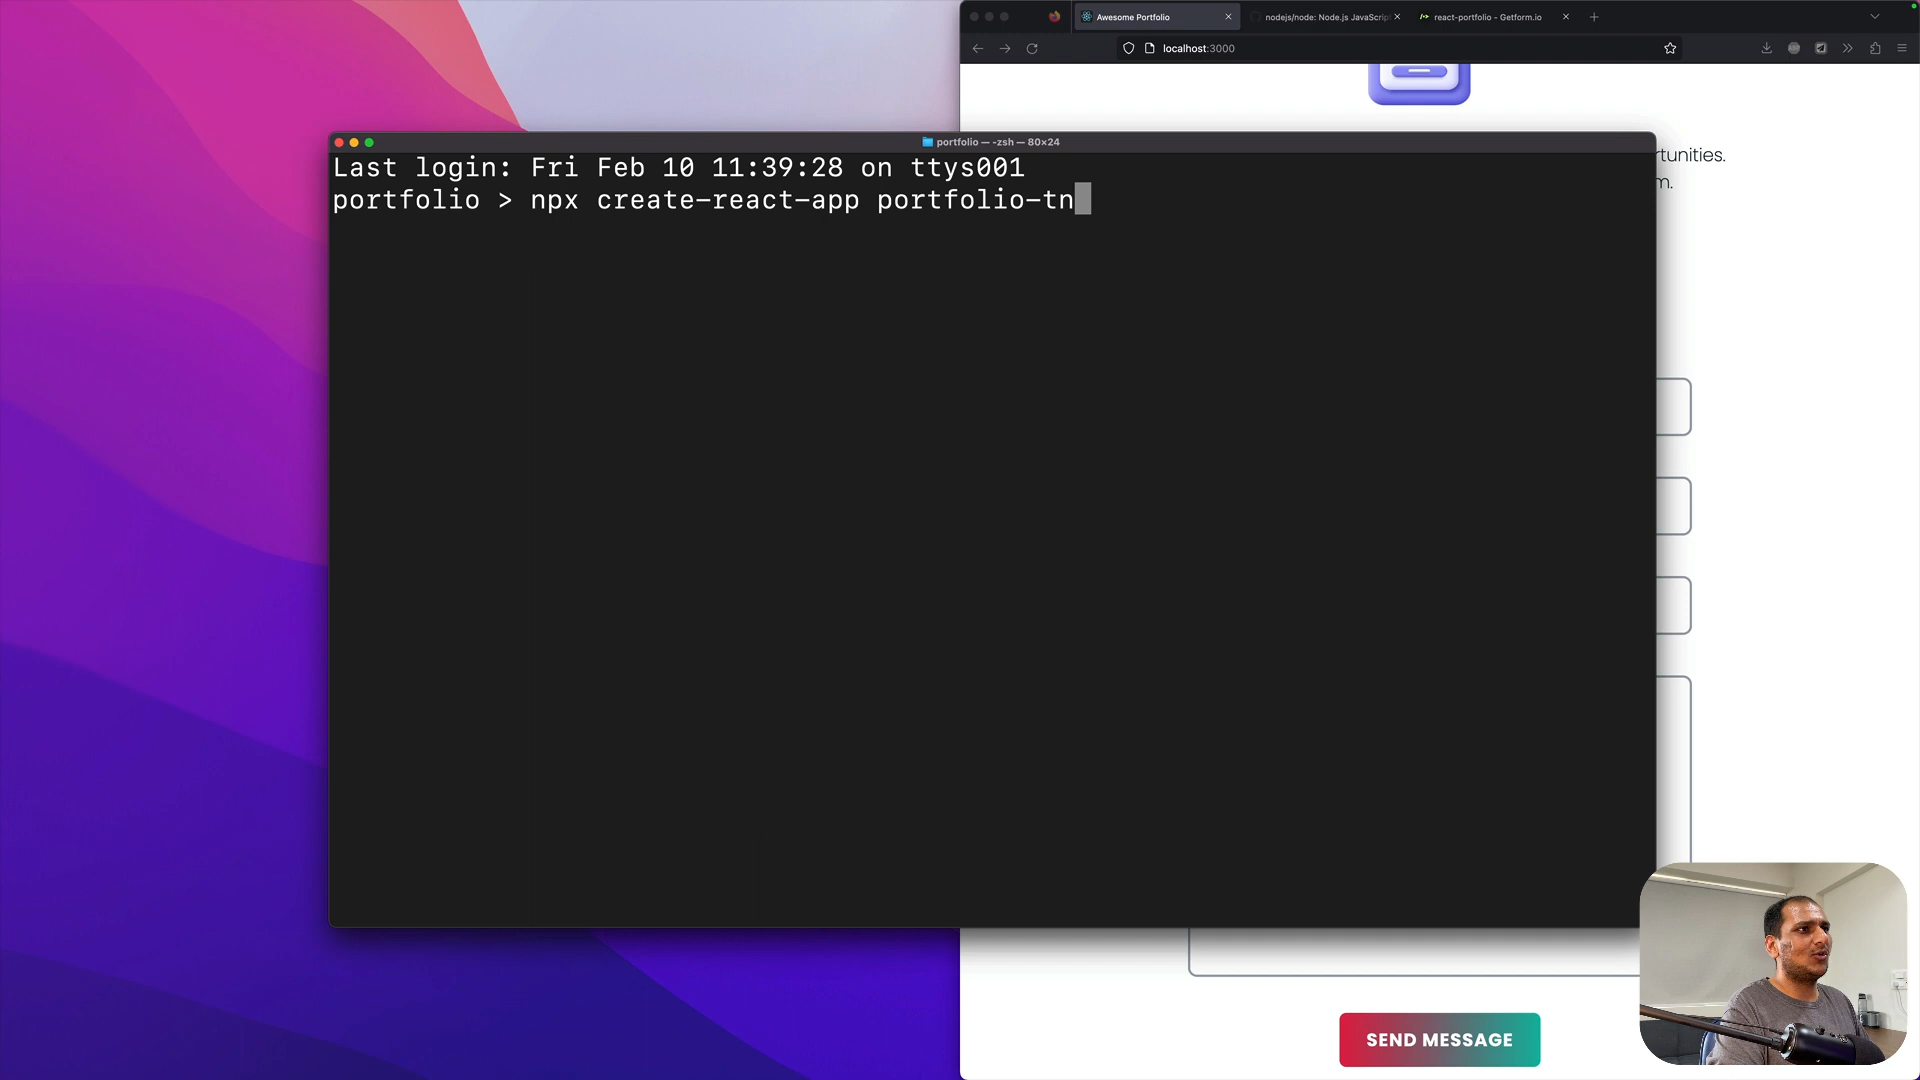 Awesome Portfolio
nodejs/node: Node.js JavaScrip
react-portfolio - Getform.io
localhost:3000
portfolio — -zsh — 80×24
Last login: Fri Feb 10 11:39:28 on ttys001
portfolio > npx create-react-app portfolio-tn
rtunities.
m.
SEND MESSAGE